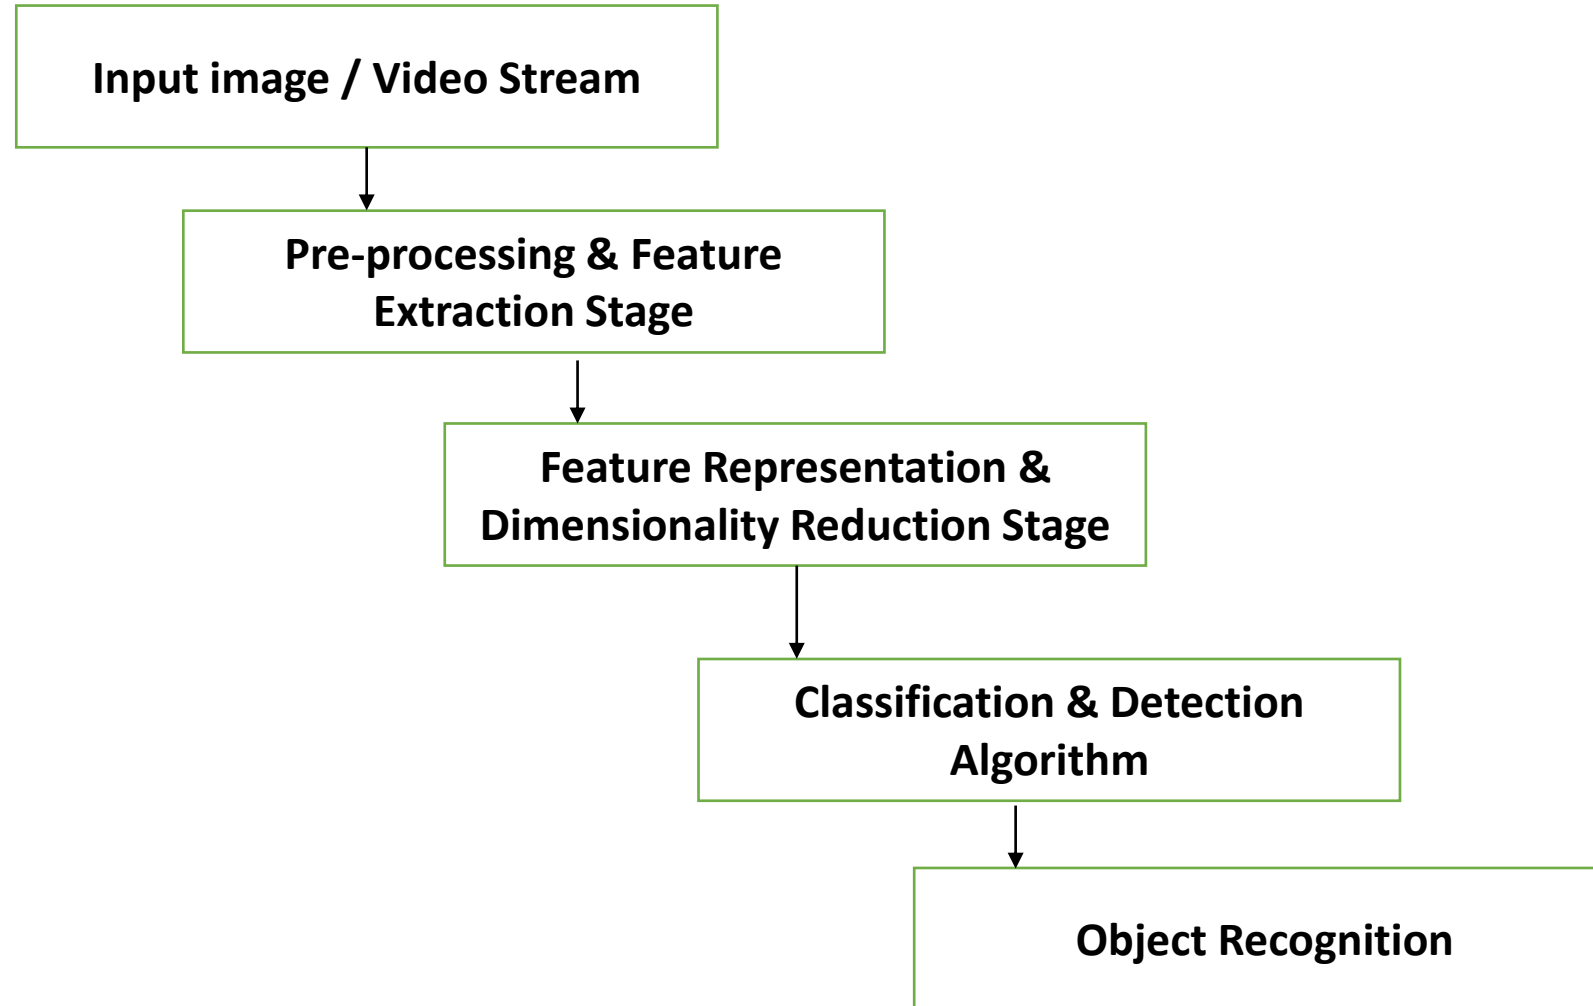 Input image / Video Stream
Pre-processing & Feature
Extraction Stage
Feature Representation &
Dimensionality Reduction Stage
Classification & Detection
Algorithm
Object Recognition